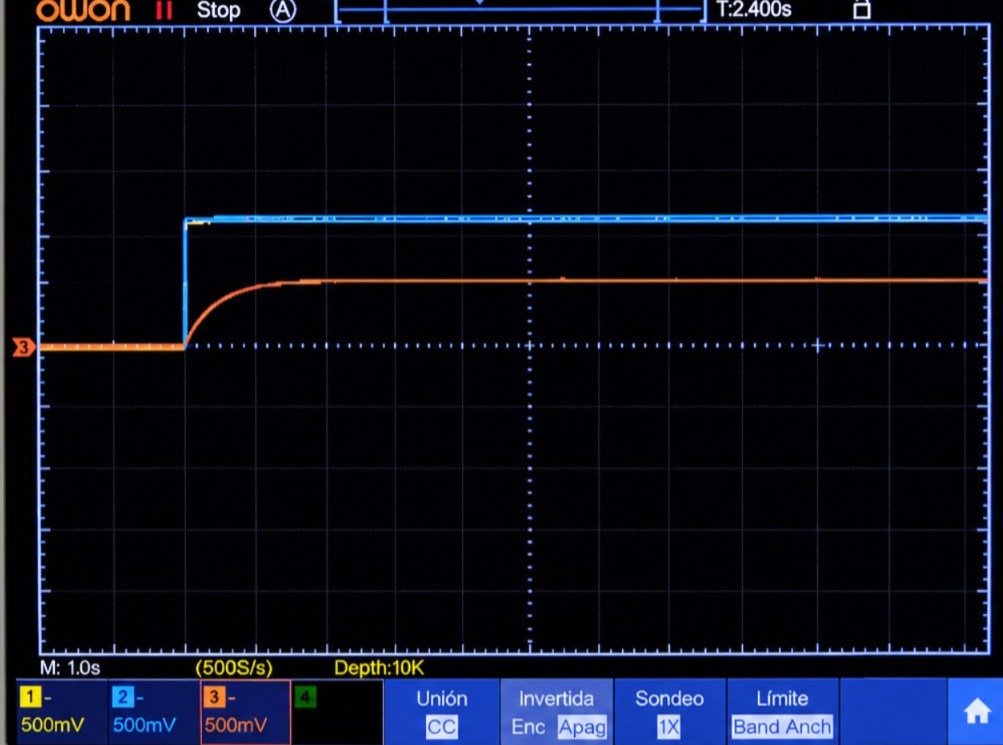 owon Stop A T:2.400s
3
M: 1.0s (500S/s) Depth:10K
1 - 2 - 3 - 4 Unión Invertida Sondeo Límite
500mV 500mV 500mV CC Enc Apag 1X Band Anch